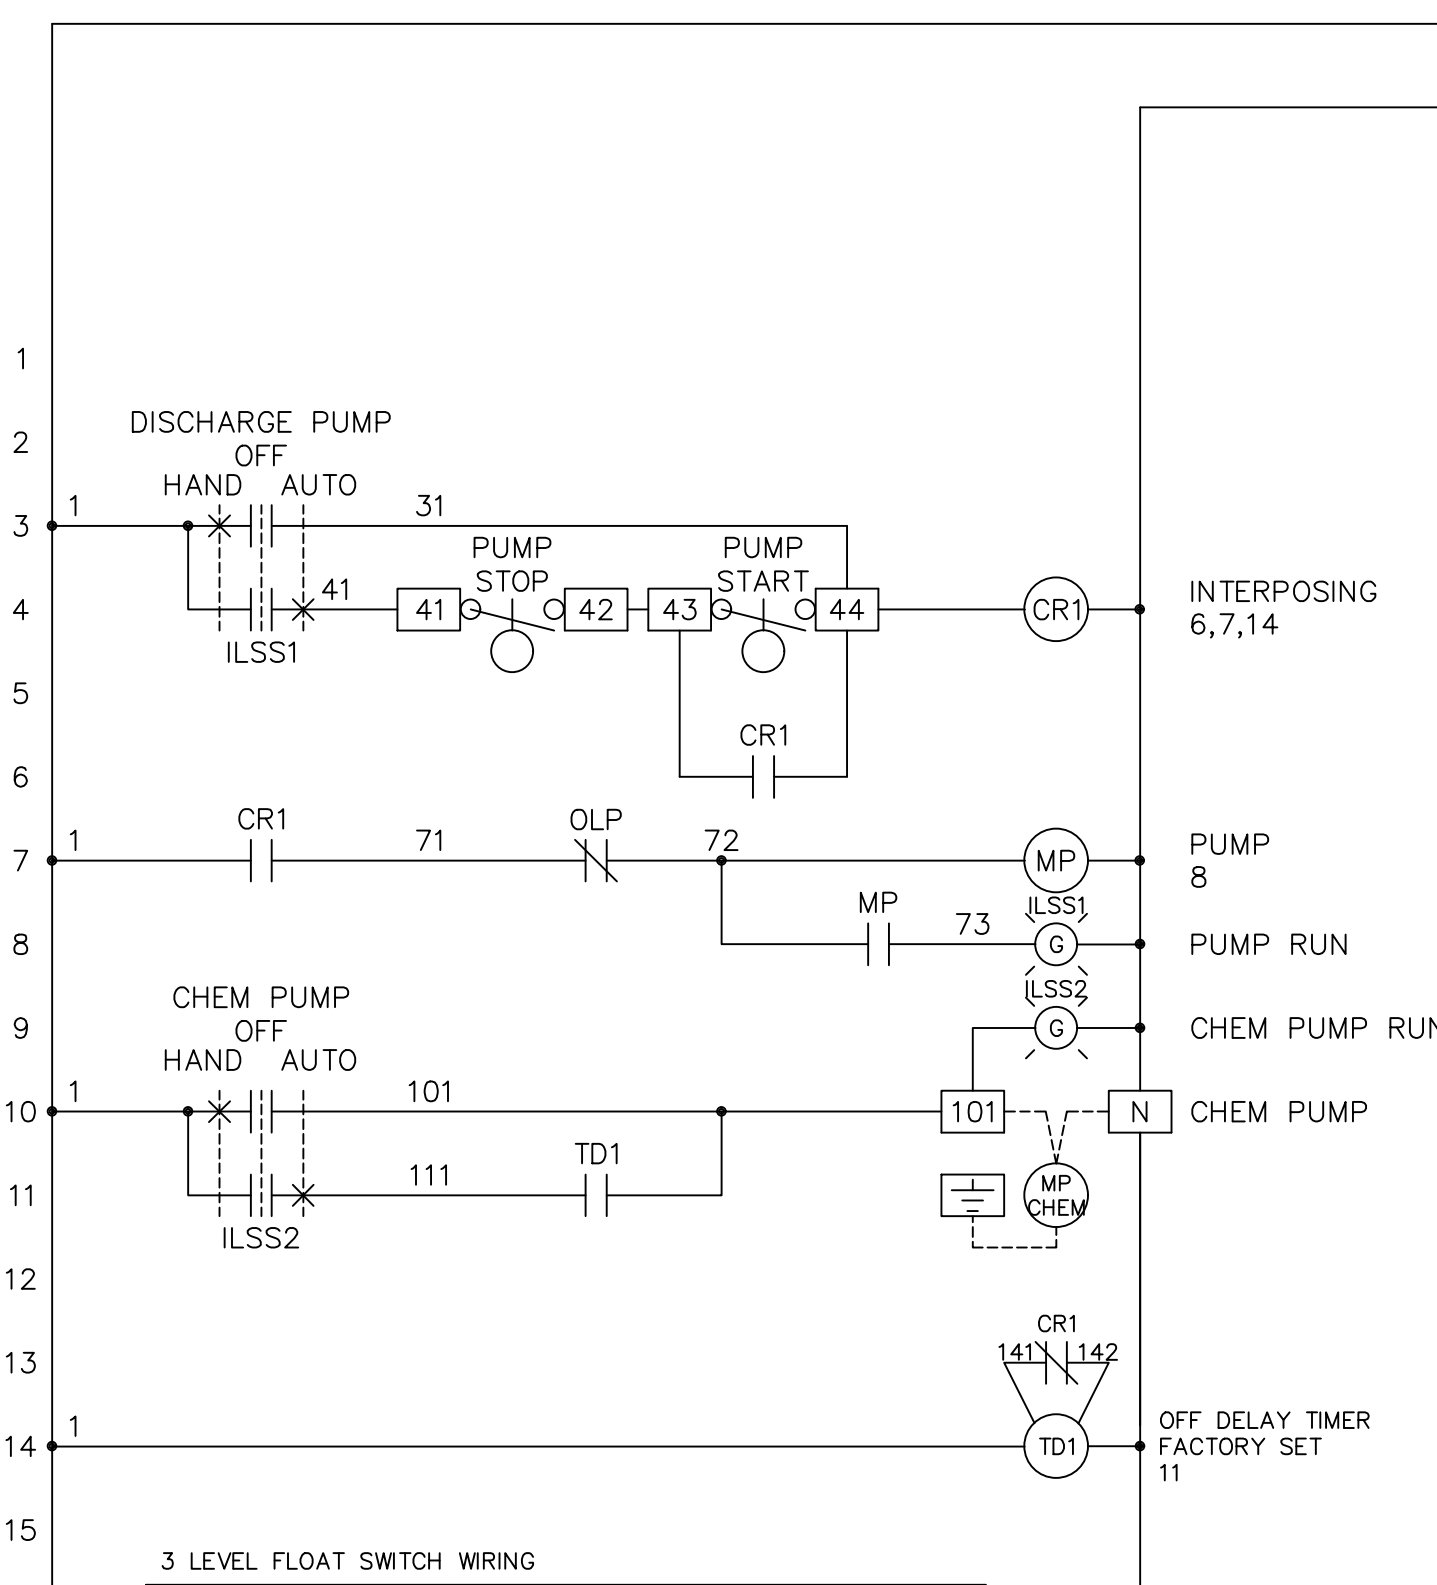 1
DISCHARGE PUMP
2
OFF
HAND AUTO
1 31
3
PUMP PUMP
STOP START
41
4 41 42 43 44 CR1 INTERPOSING
6,7,14
ILSS1
5
CR1
6
CR1 OLP
1 71 72
7 MP PUMP
8
MP ILSS1
73
8 G PUMP RUN
CHEM PUMP ILSS2
9 OFF G CHEM PUMP RUN
HAND AUTO
1 101
10 101 N CHEM PUMP
TD1
111
11 MP
CHEM
ILSS2
12
CR1
13 141 142
1
OFF DELAY TIMER
14 TD1 FACTORY SET
11
15
3 LEVEL FLOAT SWITCH WIRING